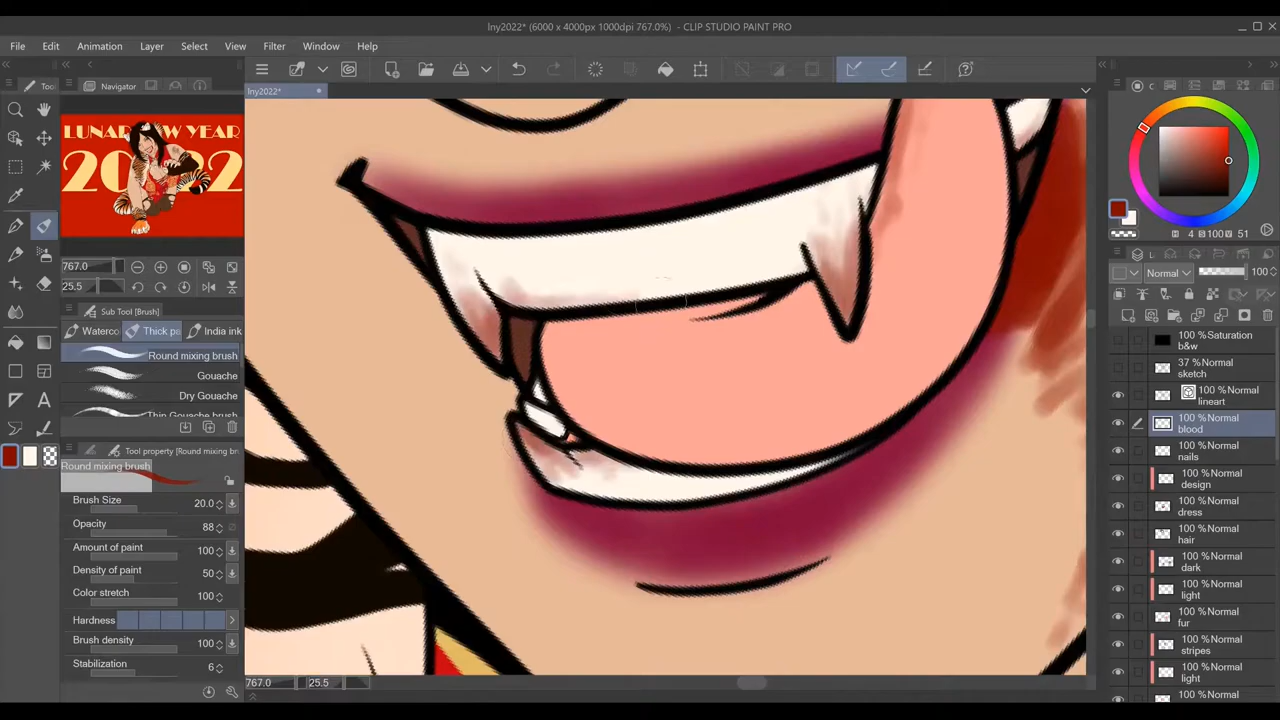 lny2022* (6000 x 4000px 1000dpi 767.0%) - CLIP STUDIO PAINT PRO
File Edit Animation Layer Select View Filter Window Help
Too
Navigator
lny2022*
LUNAR W YEAR
2022
767.0
25.5
Sub Tool [Brush]
Waterco Thick pa India ink
Round mixing brush
Gouache
Dry Gouache
Thin Gouache brush
Tool property [Round mixing br
Round mixing brush
Brush Size 20.0
Opacity 88
Amount of paint 100
Density of paint 50
Color stretch 100
Hardness
Brush density 100
Stabilization 6
767.0 25.5
C
H 4 S 100 V 51
L
Normal 100
100 %Saturation
b&w
37 %Normal
sketch
100 %Normal
lineart
100 %Normal
blood
100 %Normal
nails
100 %Normal
design
100 %Normal
dress
100 %Normal
hair
100 %Normal
dark
100 %Normal
light
100 %Normal
fur
100 %Normal
stripes
100 %Normal
light
100 %Normal